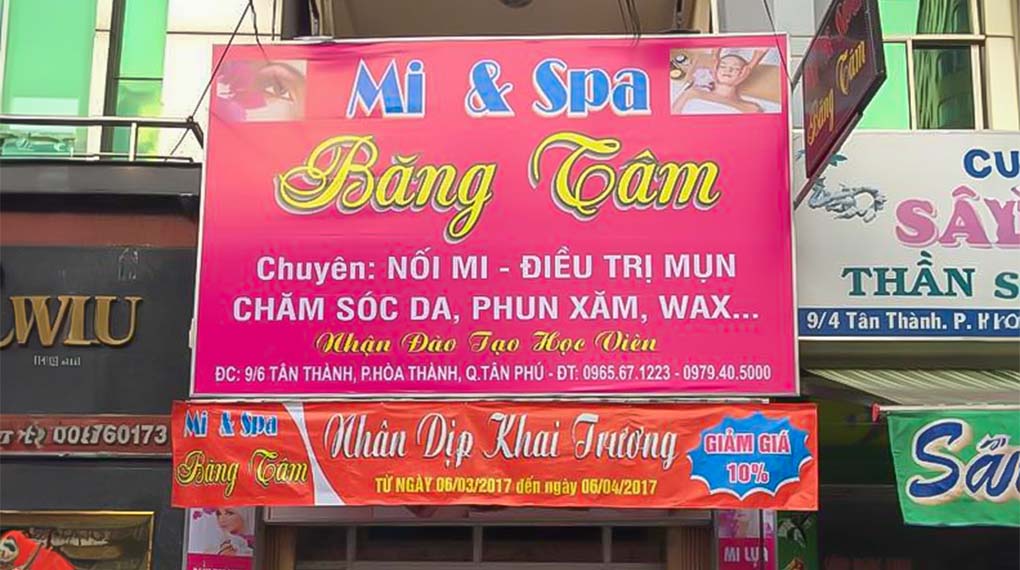 Mi & Spa
Băng Tâm
Chuyên: NỐI MI - ĐIỀU TRỊ MỤN
CHĂM SÓC DA, PHUN XĂM, WAX...
Nhận Đào Tạo Học Viên
ĐC: 9/6 TÂN THÀNH, P.HÒA THÀNH, Q.TÂN PHÚ - ĐT: 0965.67.1223 - 0979.40.5000
Mi & Spa
Băng Tâm
Nhân Dịp Khai Trương
TỪ NGÀY 06/03/2017 đến ngày 06/04/2017
GIẢM GIÁ
10%
MI LỤA
Băng Tâm
CU
SẤY
THẦN S
9/4 Tân Thành. P.
WIU